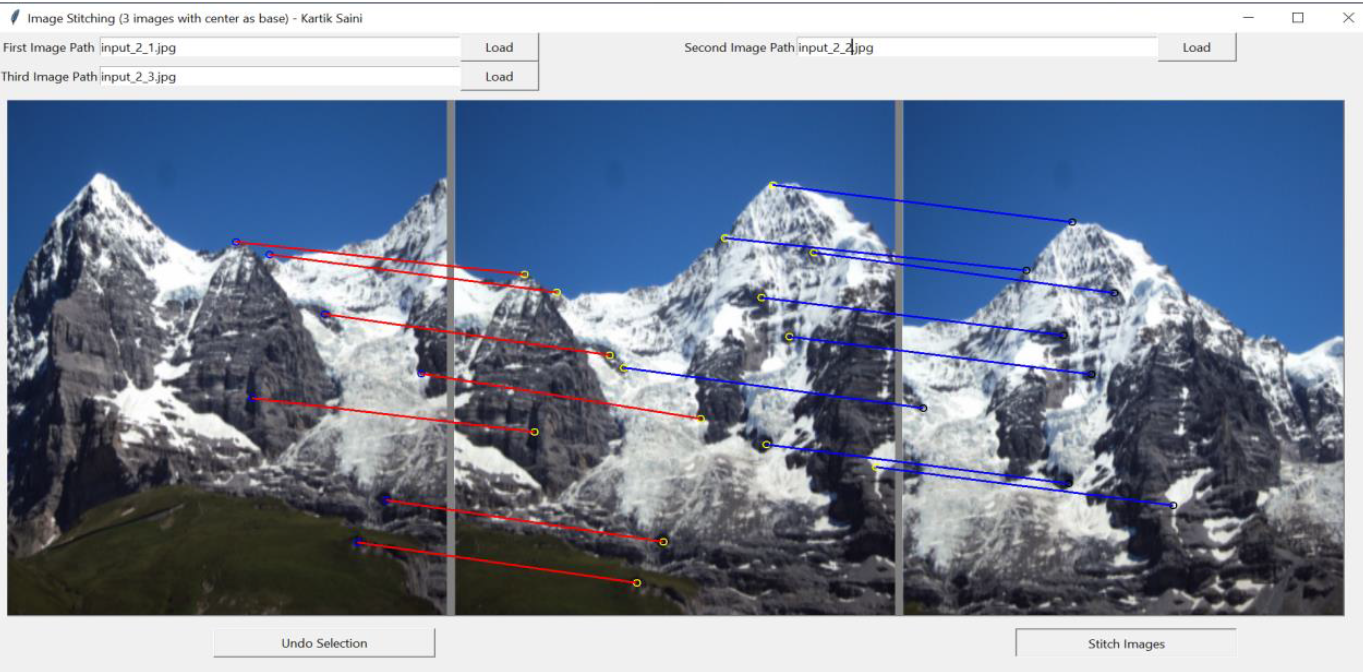 Image Stitching (3 images with center as base) - Kartik Saini
First Image Path input_2_1.jpg Load Second Image Path input_2_2.jpg Load
Third Image Path input_2_3.jpg Load
Undo Selection Stitch Images